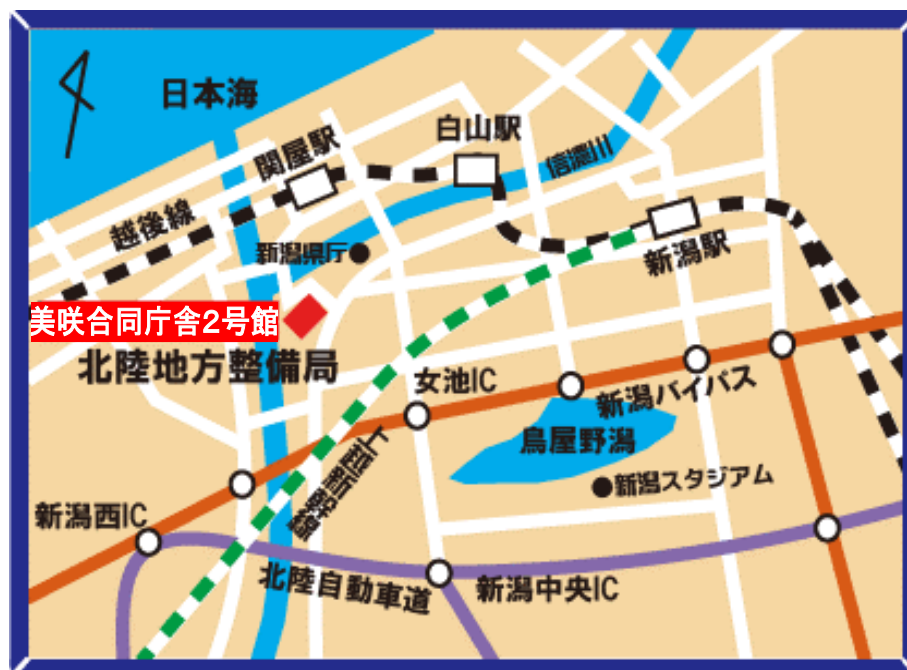 日本海
白山駅
関屋駅
信濃川
越後線
新潟県庁
新潟駅
美咲合同庁舎2号館
北陸地方整備局
女池IC
新潟バイパス
鳥屋野潟
上越新幹線
新潟スタジアム
新潟西IC
北陸自動車道
新潟中央IC